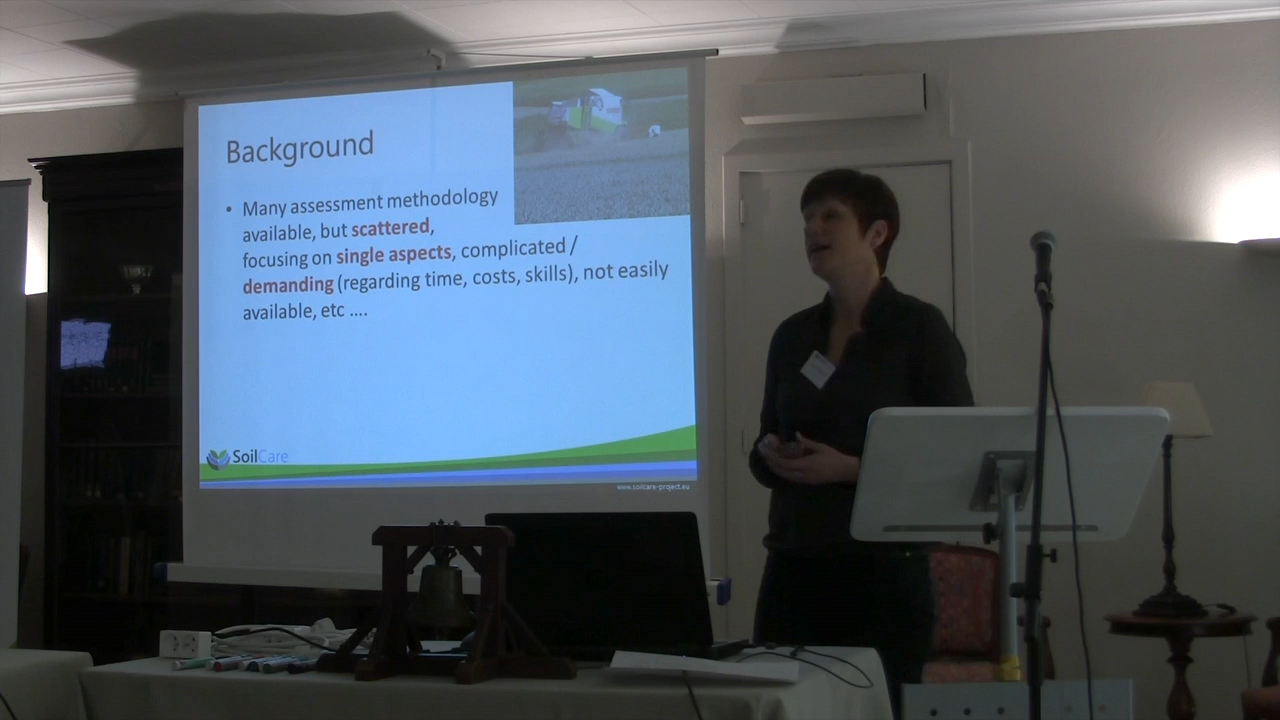 Background
• Many assessment methodology
available, but scattered,
focusing on single aspects, complicated /
demanding (regarding time, costs, skills), not easily
available, etc ....
SoilCare
www.soilcare-project.eu